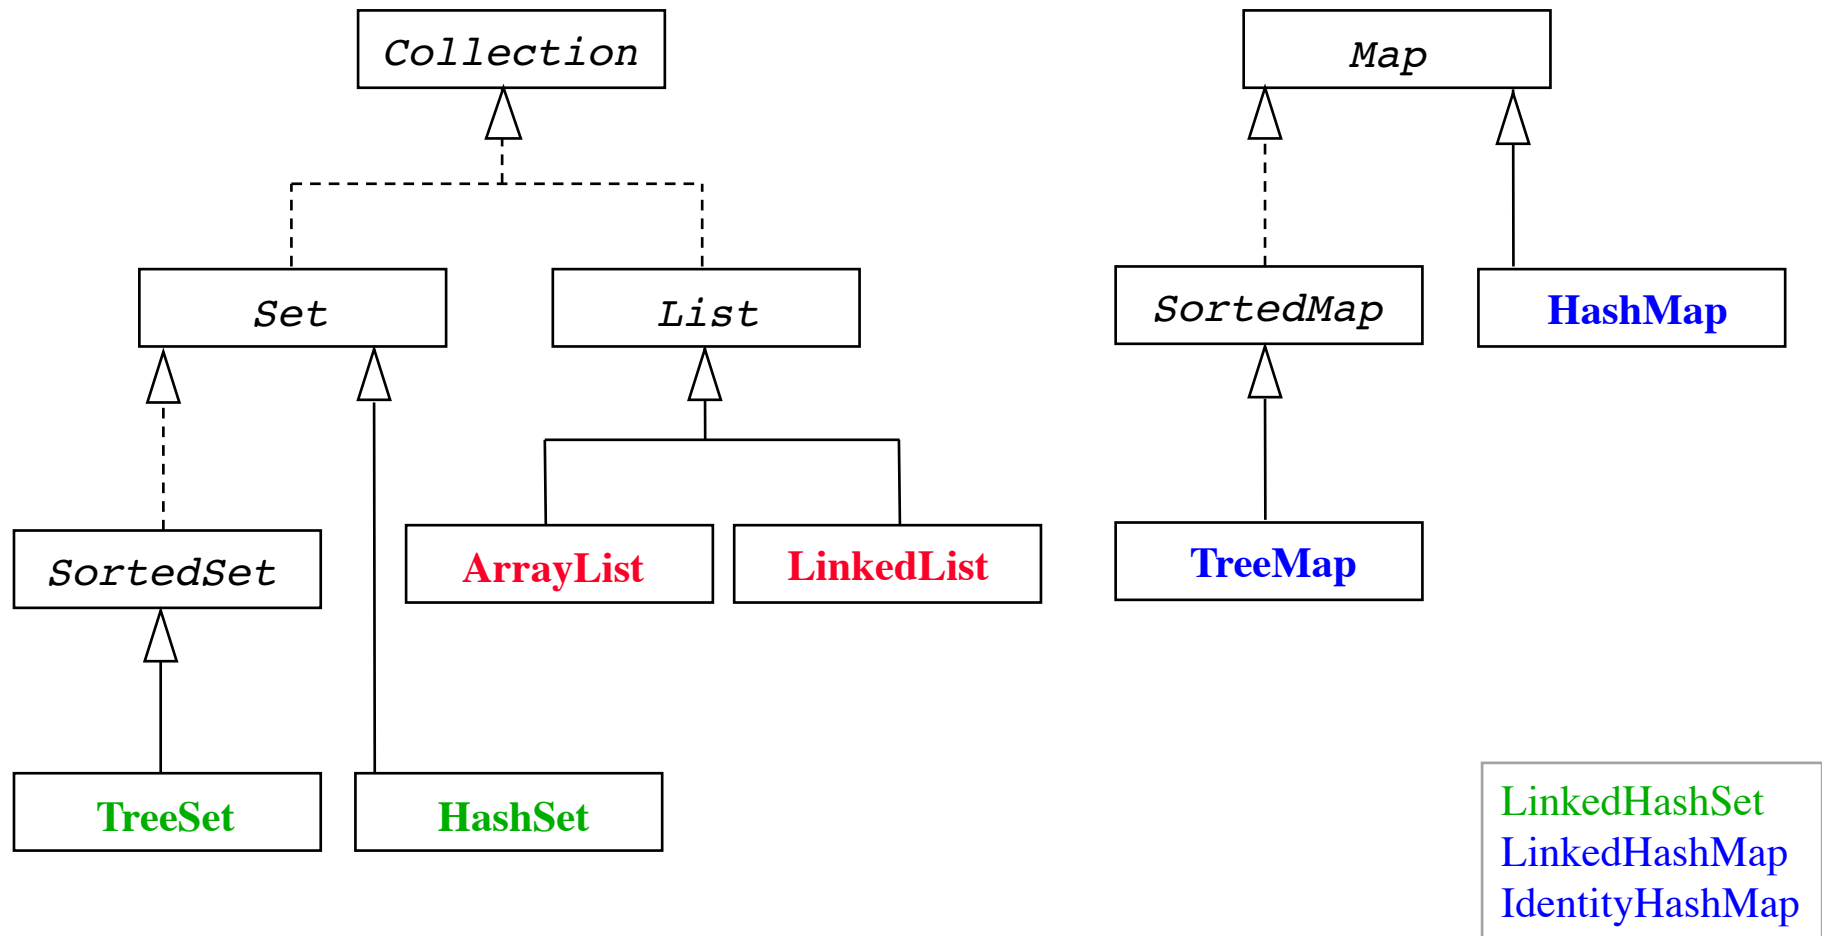 Collection
Map
Set
List
SortedMap
HashMap
SortedSet
ArrayList
LinkedList
TreeMap
TreeSet
HashSet
LinkedHashSet
LinkedHashMap
IdentityHashMap